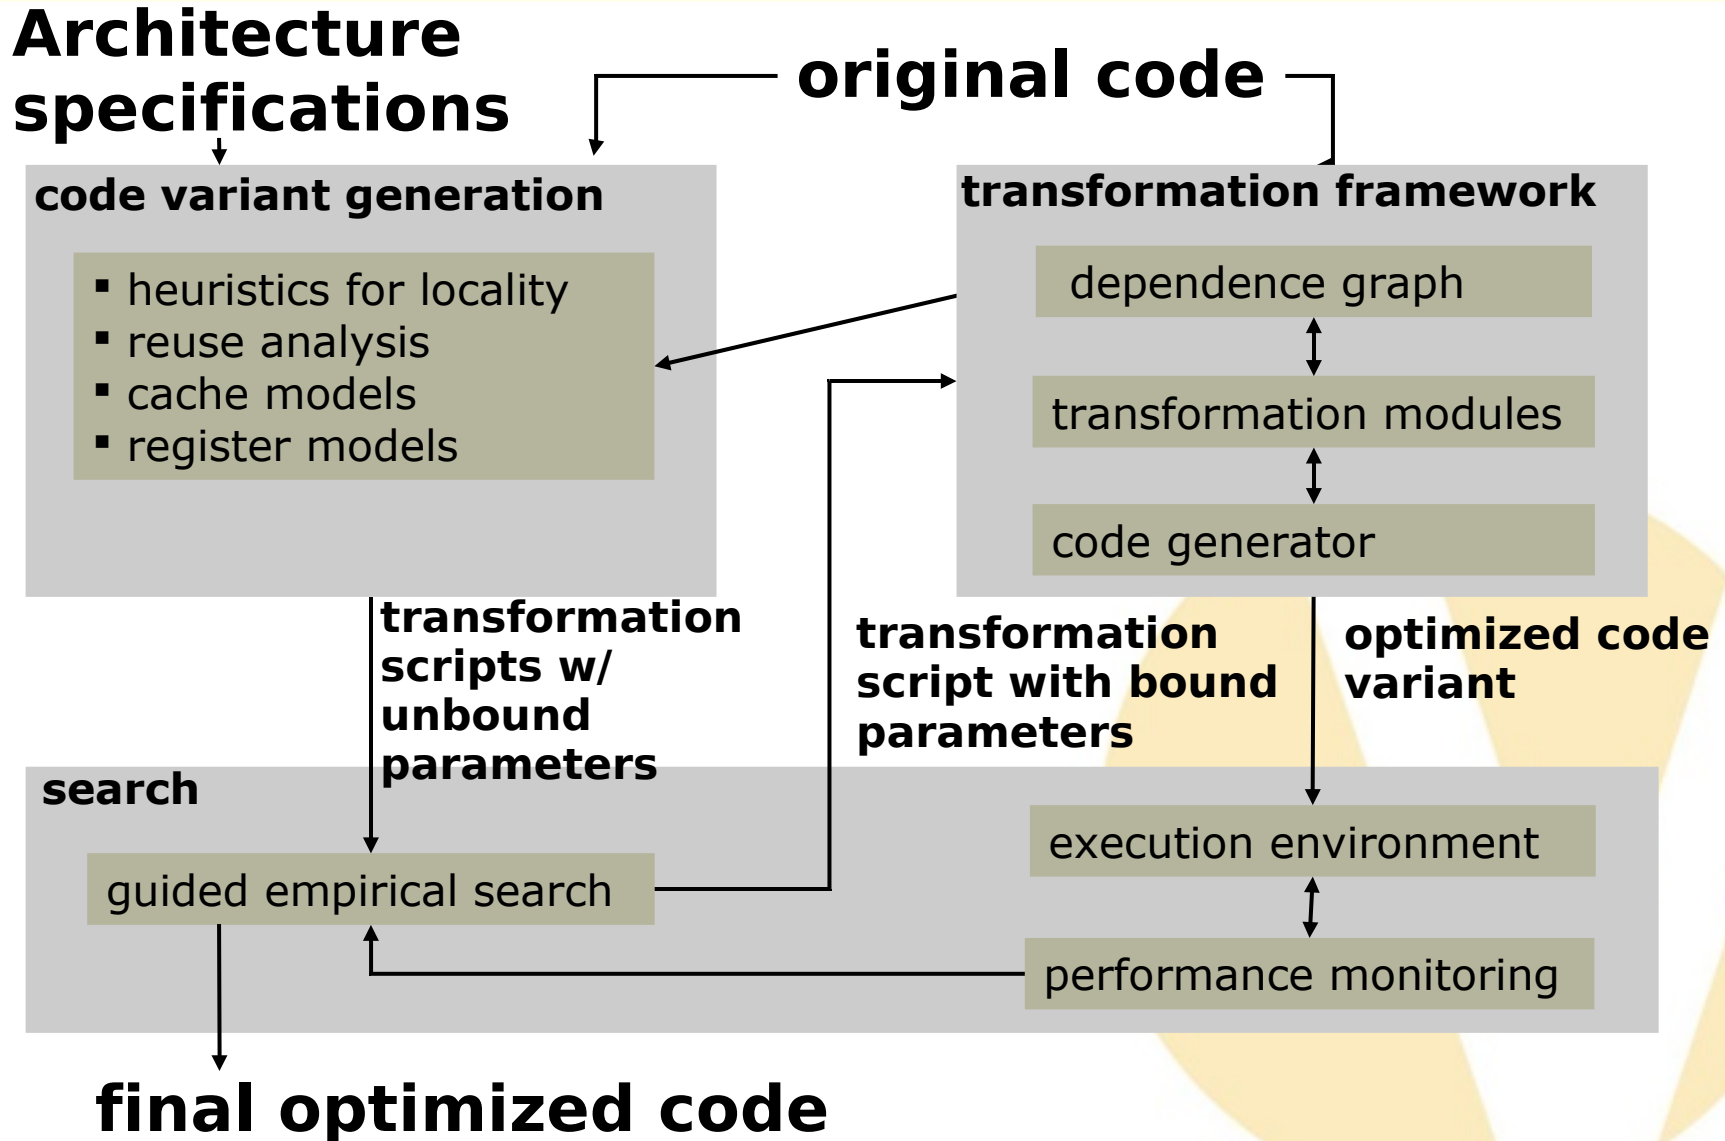 Architecture
specifications
original code
code variant generation
▪ heuristics for locality
▪ reuse analysis
▪ cache models
▪ register models
transformation framework
dependence graph
transformation modules
code generator
transformation
scripts w/
unbound
parameters
transformation
script with bound
parameters
optimized code
variant
search
guided empirical search
execution environment
performance monitoring
final optimized code